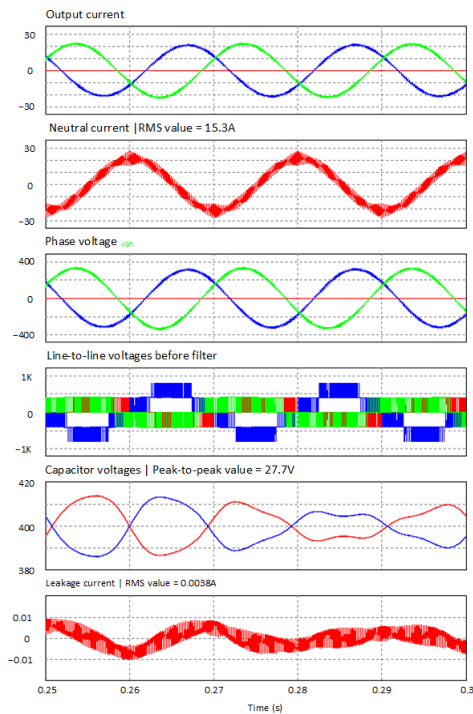 Output current
30
0
−30
Neutral current |RMS value = 15.3A
30
0
−30
Phase voltage
400
0
−400
Line-to-line voltages before filter
1K
0
−1K
Capacitor voltages | Peak-to-peak value = 27.7V
420
400
380
Leakage current | RMS value = 0.0038A
0.01
0
−0.01
0.25 0.26 0.27 0.28 0.29 0.3
Time (s)